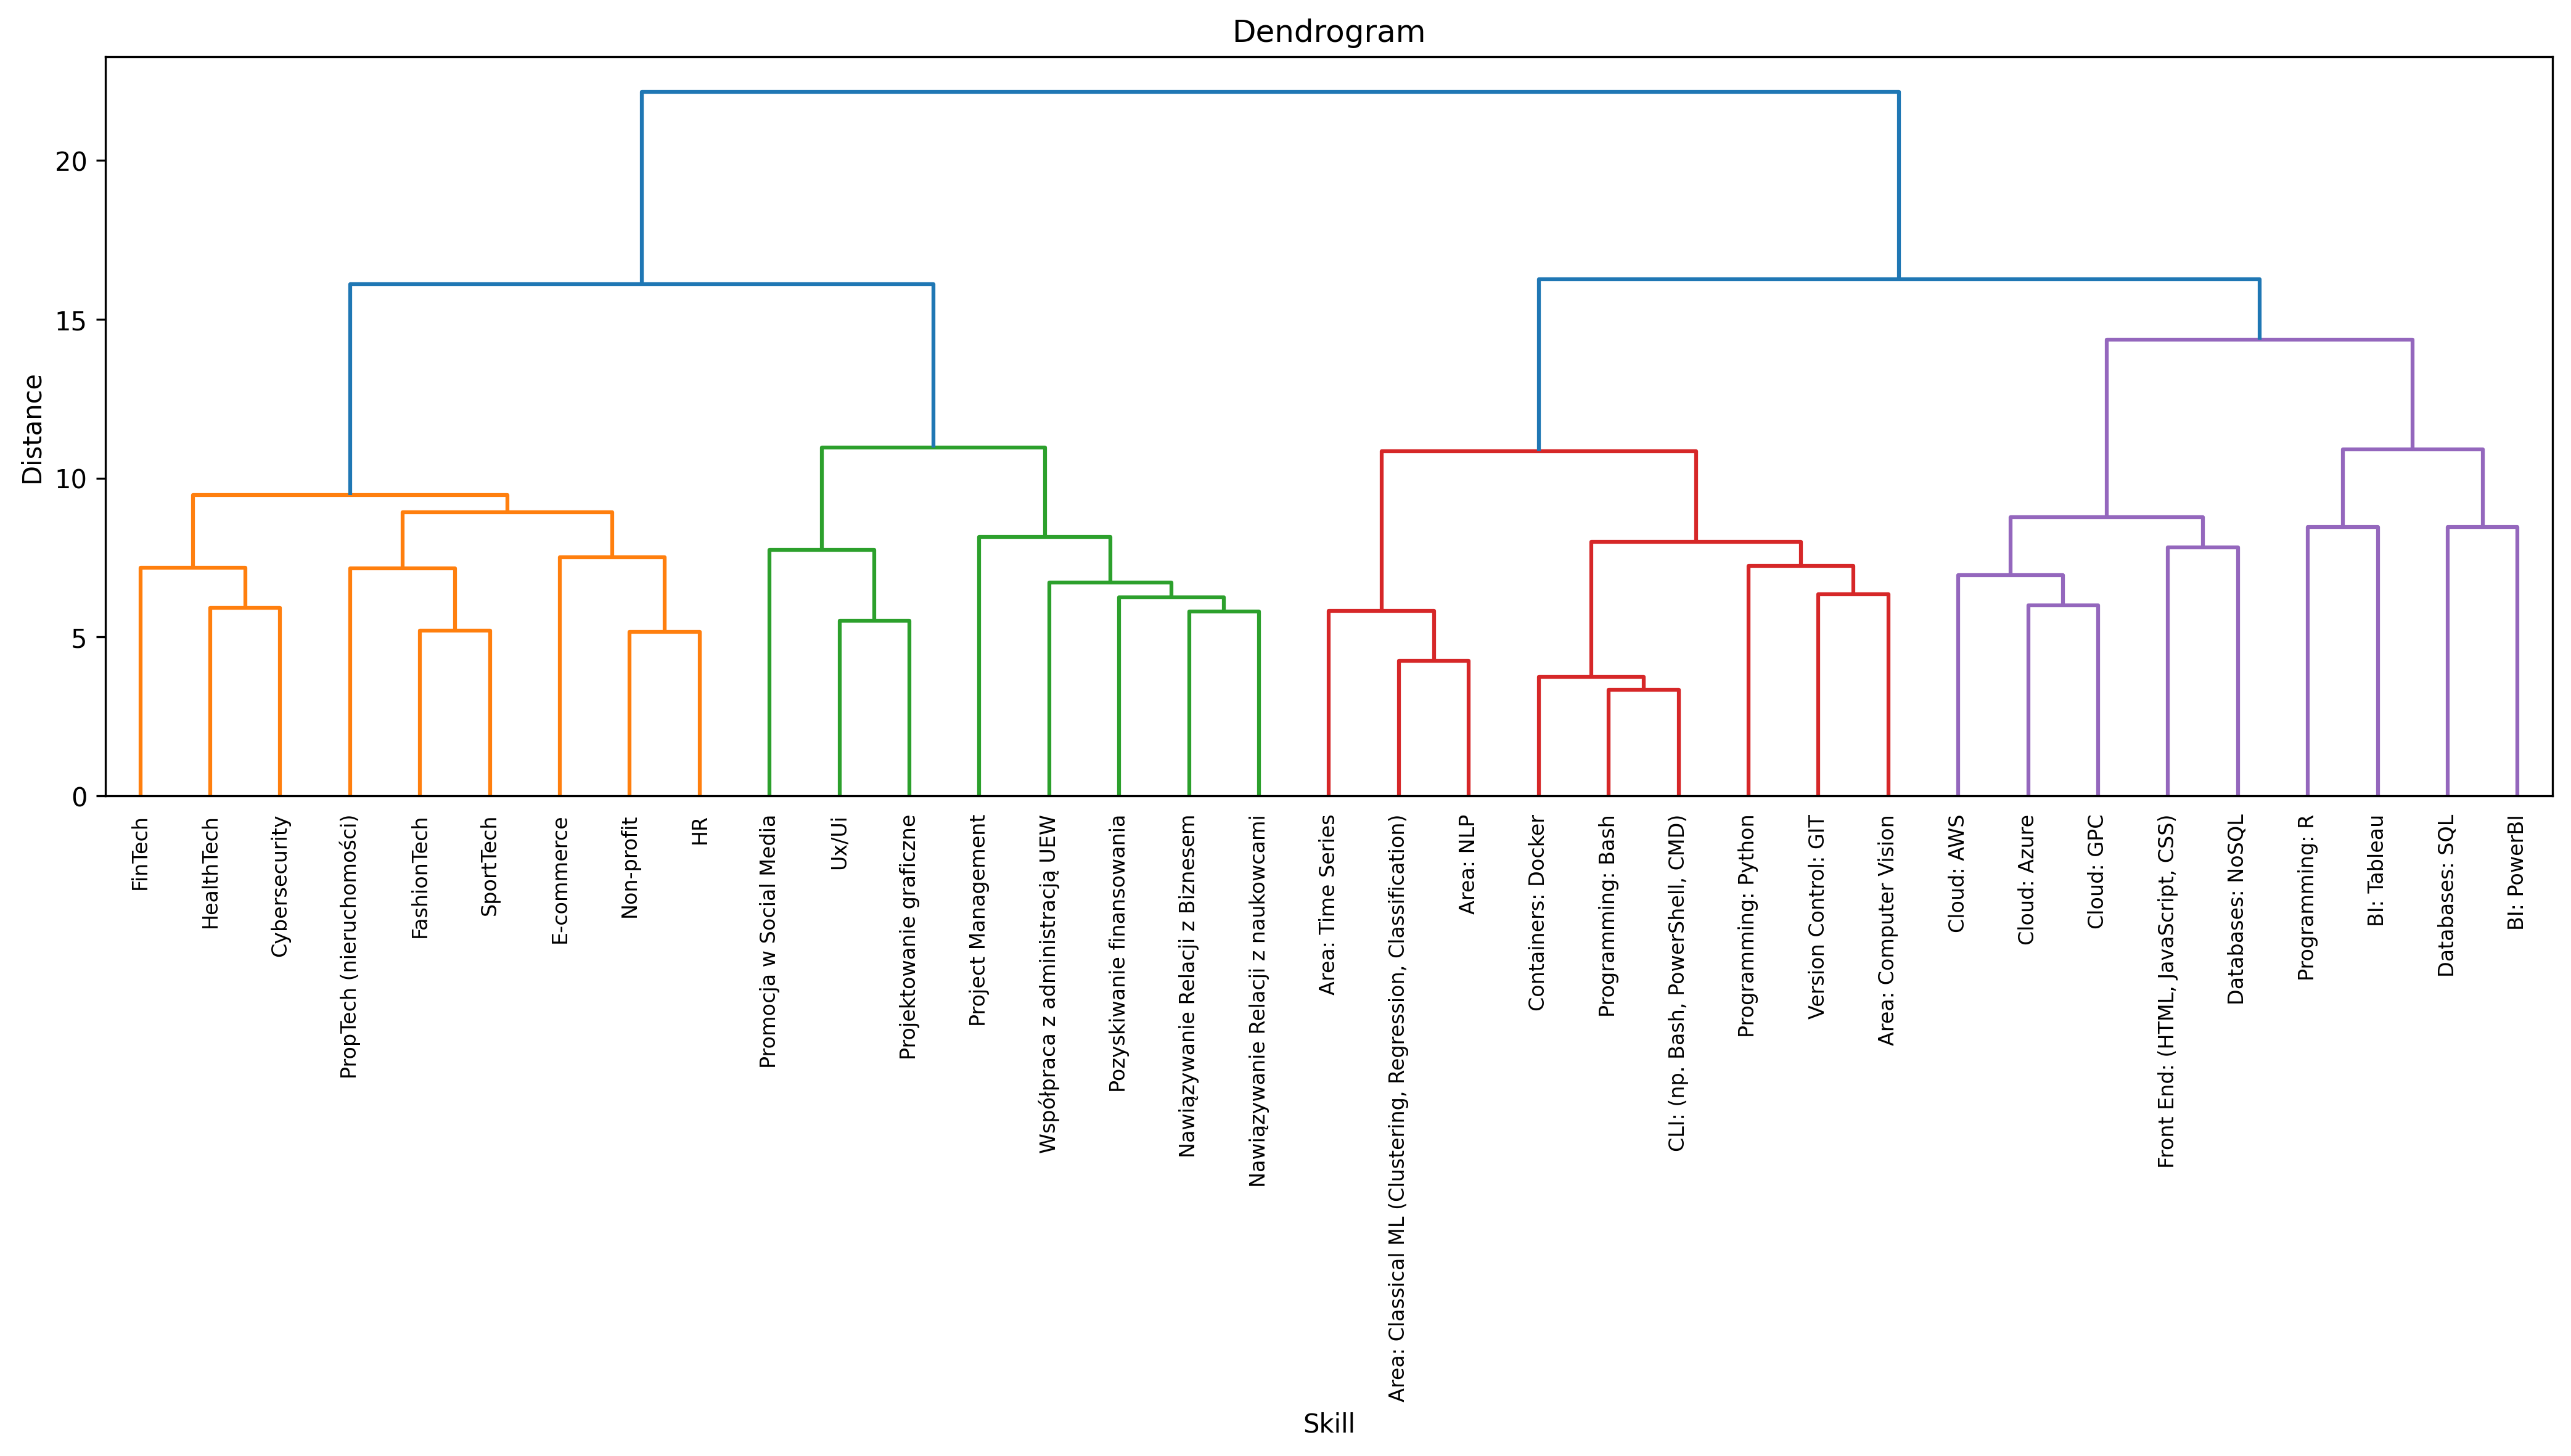 Dendrogram
Distance
20
15
10
5
0
FinTech
HealthTech
Cybersecurity
PropTech (nieruchomości)
FashionTech
SportTech
E-commerce
Non-profit
HR
Promocja w Social Media
Ux/Ui
Projektowanie graficzne
Project Management
Współpraca z administracją UEW
Pozyskiwanie finansowania
Nawiązywanie Relacji z Biznesem
Nawiązywanie Relacji z naukowcami
Area: Time Series
Area: Classical ML (Clustering, Regression, Classification)
Area: NLP
Containers: Docker
Programming: Bash
CLI: (np. Bash, PowerShell, CMD)
Programming: Python
Version Control: GIT
Area: Computer Vision
Cloud: AWS
Cloud: Azure
Cloud: GPC
Front End: (HTML, JavaScript, CSS)
Databases: NoSQL
Programming: R
BI: Tableau
Databases: SQL
BI: PowerBI
Skill